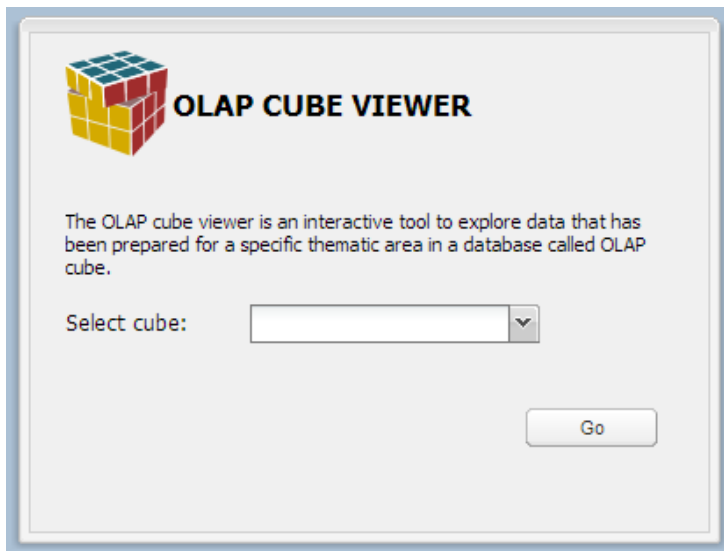 OLAP CUBE VIEWER
The OLAP cube viewer is an interactive tool to explore data that has
been prepared for a specific thematic area in a database called OLAP
cube.
Select cube:
Go